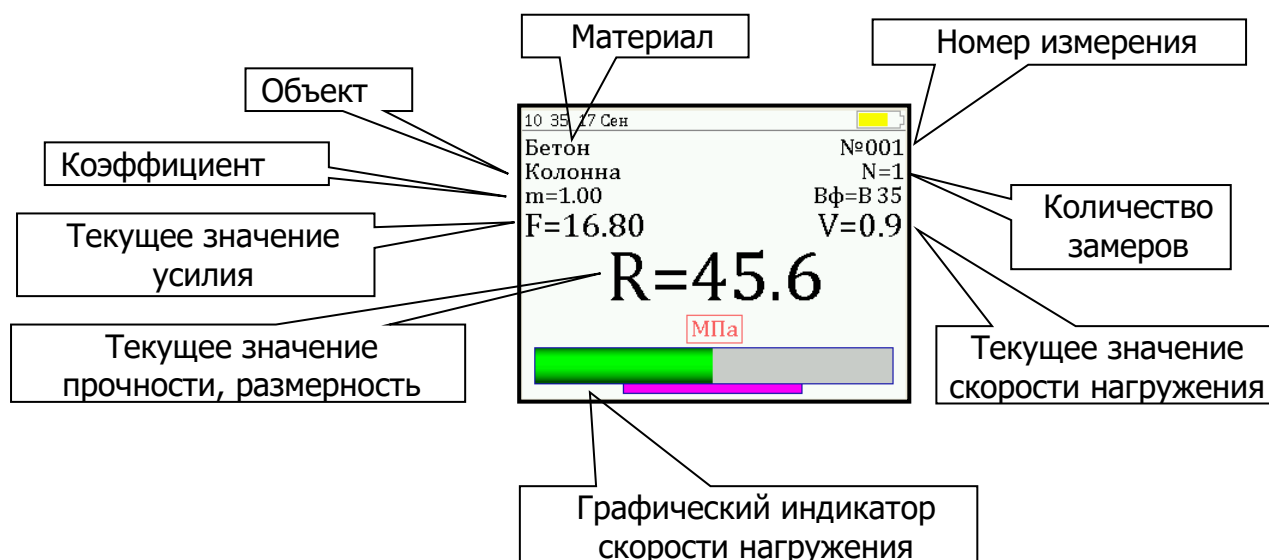 Материал
Номер измерения
Объект
Коэффициент
Текущее значение
усилия
Текущее значение
прочности, размерность
10 35 17 Сен
Бетон
№001
Колонна
N=1
m=1.00
Вф=В 35
F=16.80
V=0.9
R=45.6
МПа
Количество
замеров
Текущее значение
скорости нагружения
Графический индикатор
скорости нагружения